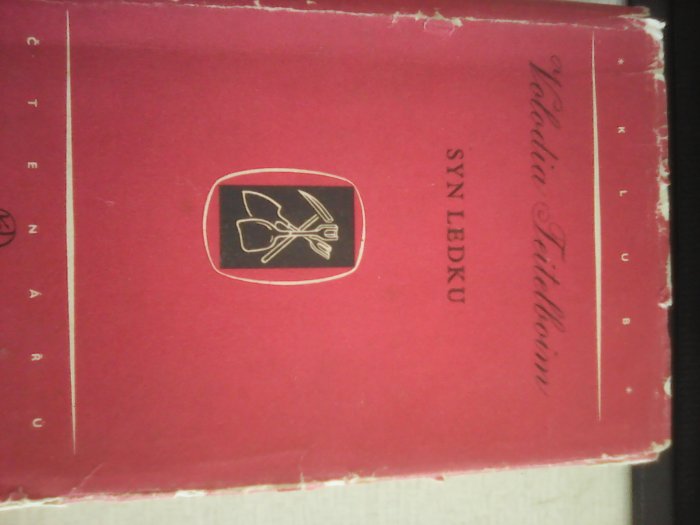 * KLUB *
Volodia Teitelboim
SYN LEDKU
ČTENÁŘŮ